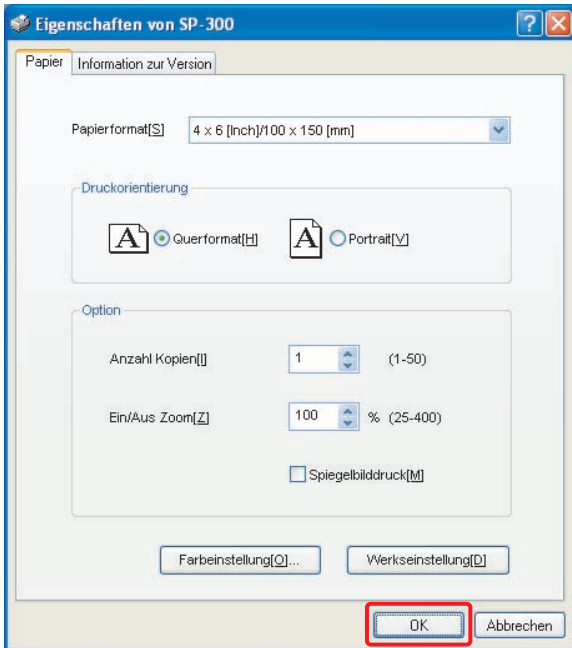 Eigenschaften von SP-300
Papier Information zur Version
Papierformat[S] 4 x 6 [Inch]/100 x 150 [mm]
Druckorientierung
A Querformat[H] A Portrait[V]
Option
Anzahl Kopien[I] 1 (1-50)
Ein/Aus Zoom[Z] 100 % (25-400)
Spiegelbilddruck[M]
Farbeinstellung[O]... Werkseinstellung[D]
OK Abbrechen